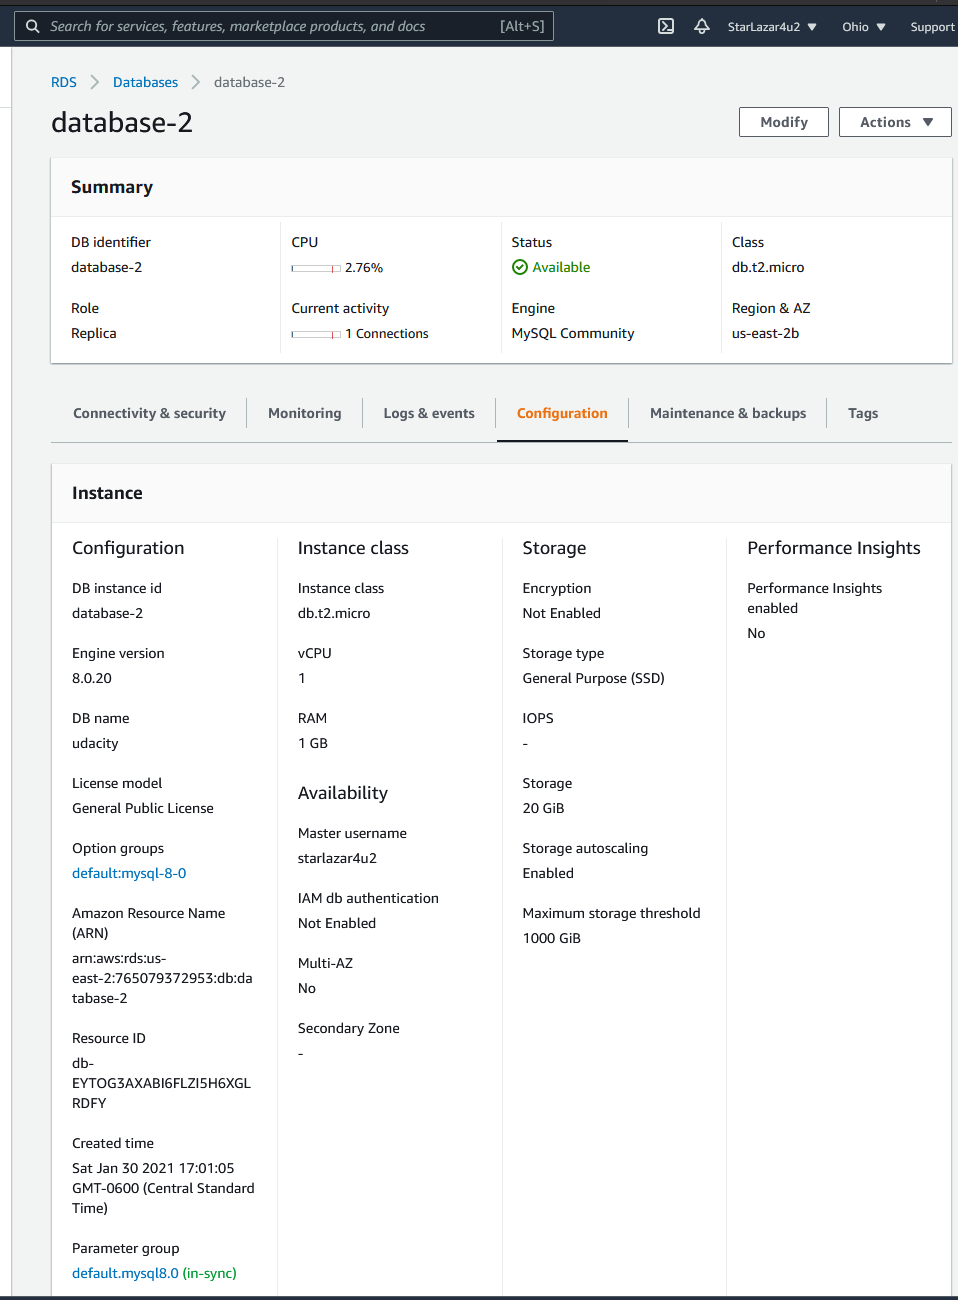 Search for services, features, marketplace products, and docs [Alt+S] StarLazar4u2 Ohio Support
RDS Databases database-2
database-2
Modify Actions
Summary
DB identifier
database-2
Role
Replica
CPU
2.76%
Current activity
1 Connections
Status
Available
Engine
MySQL Community
Class
db.t2.micro
Region & AZ
us-east-2b
Connectivity & security Monitoring Logs & events Configuration Maintenance & backups Tags
Instance
Configuration
DB instance id
database-2
Engine version
8.0.20
DB name
udacity
License model
General Public License
Option groups
default:mysql-8-0
Amazon Resource Name
(ARN)
arn:aws:rds:us-
east-2:765079372953:db:da
tabase-2
Resource ID
db-
EYTOG3AXABI6FLZI5H6XGL
RDFY
Created time
Sat Jan 30 2021 17:01:05
GMT-0600 (Central Standard
Time)
Parameter group
default.mysql8.0 (in-sync)
Instance class
Instance class
db.t2.micro
vCPU
1
RAM
1 GB
Availability
Master username
starlazar4u2
IAM db authentication
Not Enabled
Multi-AZ
No
Secondary Zone
-
Storage
Encryption
Not Enabled
Storage type
General Purpose (SSD)
IOPS
-
Storage
20 GiB
Storage autoscaling
Enabled
Maximum storage threshold
1000 GiB
Performance Insights
Performance Insights
enabled
No